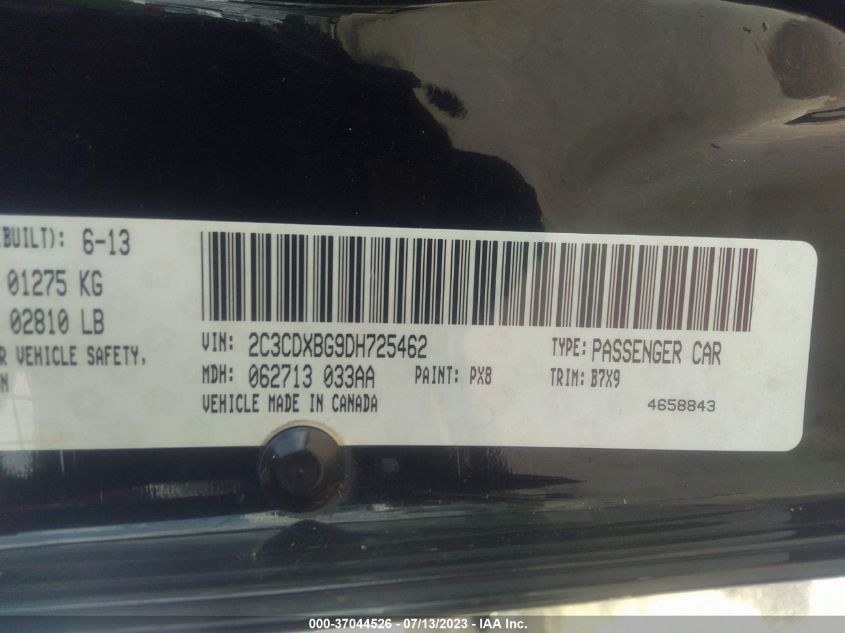 (BUILT): 6-13
01275 KG
02810 LB
VEHICLE SAFETY,
VIN: 2C3CDXBG9DH725462 TYPE: PASSENGER CAR
MDH: 062713 033AA PAINT: PX8 TRIM: B7X9
VEHICLE MADE IN CANADA 4658843
000-37044526 / 07/13/2023 - IAA Inc.